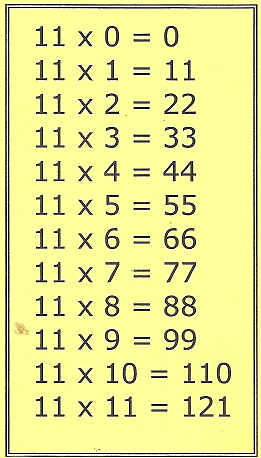 11 x 0 = 0
11 x 1 = 11
11 x 2 = 22
11 x 3 = 33
11 x 4 = 44
11 x 5 = 55
11 x 6 = 66
11 x 7 = 77
11 x 8 = 88
11 x 9 = 99
11 x 10 = 110
11 x 11 = 121